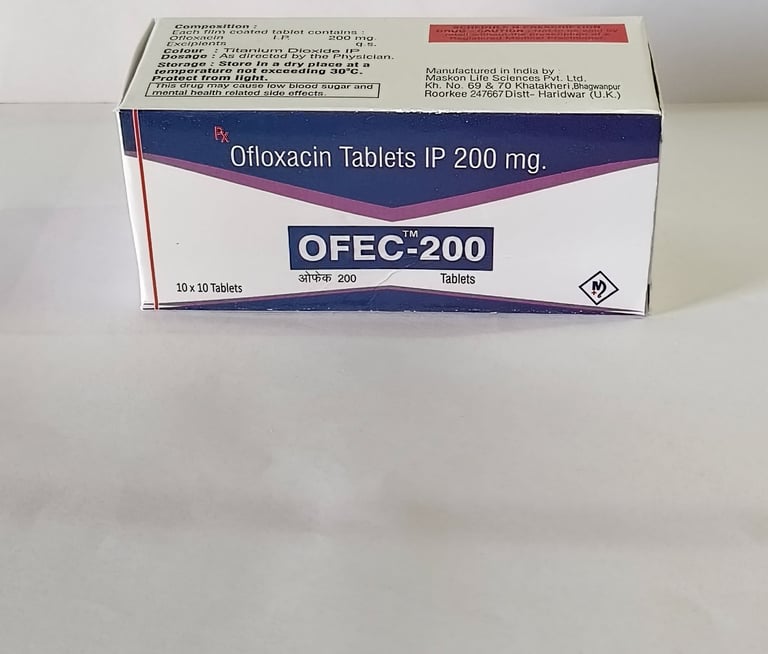 Composition :
Each film coated tablet contains :
Ofloxacin I.P. 200 mg.
Excipients q.s.
Colour : Titanium Dioxide IP
Dosage : As directed by the Physician.
Storage : Store in a dry place at a
temperature not exceeding 30°C.
Protect from light.
This drug may cause low blood sugar and
mental health related side effects.
Manufactured in India by
Maskon Life Sciences Pvt. Ltd.
Kh. No. 69 & 70 Khatakheri,Bhagwanpur
Roorkee 247667 Distt- Haridwar (U.K.)
Rx
Ofloxacin Tablets IP 200 mg.
OFEC™-200
ओफेक 200 Tablets
10 x 10 Tablets